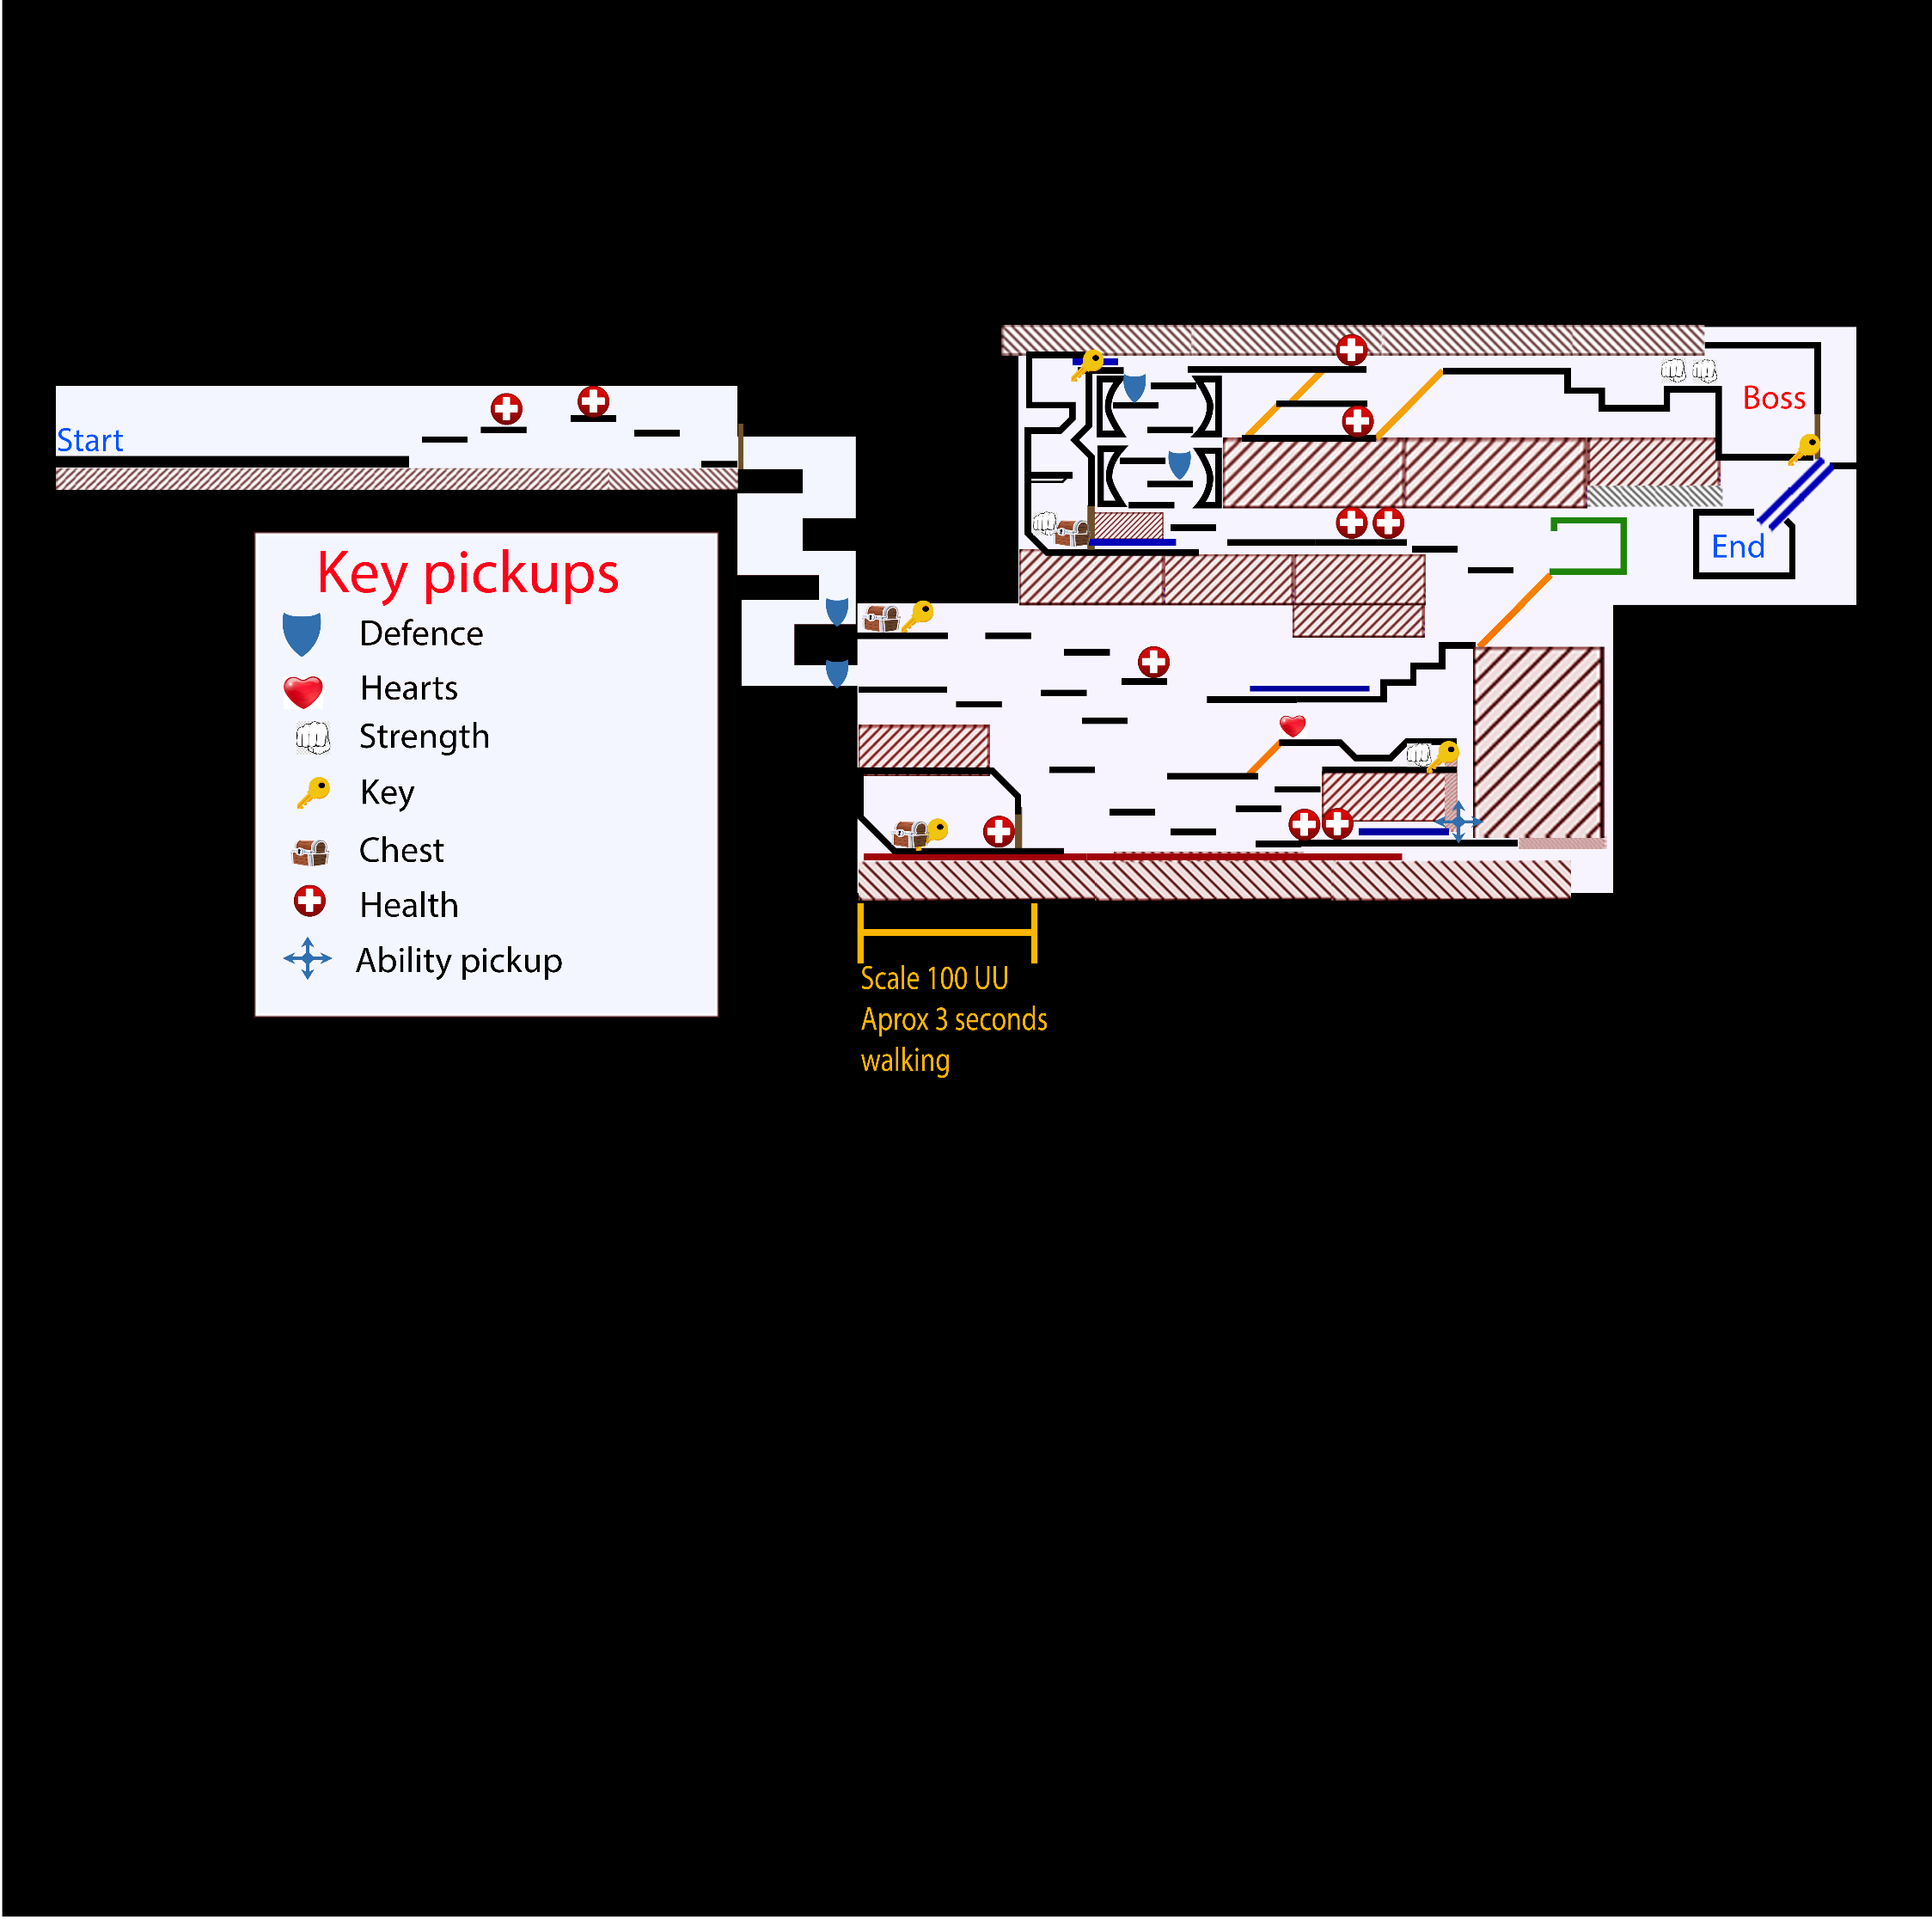 Start
Boss
End
Key pickups
Defence
Hearts
Strength
Key
Chest
Health
Ability pickup
Scale 100 UU
Aprox 3 seconds
walking